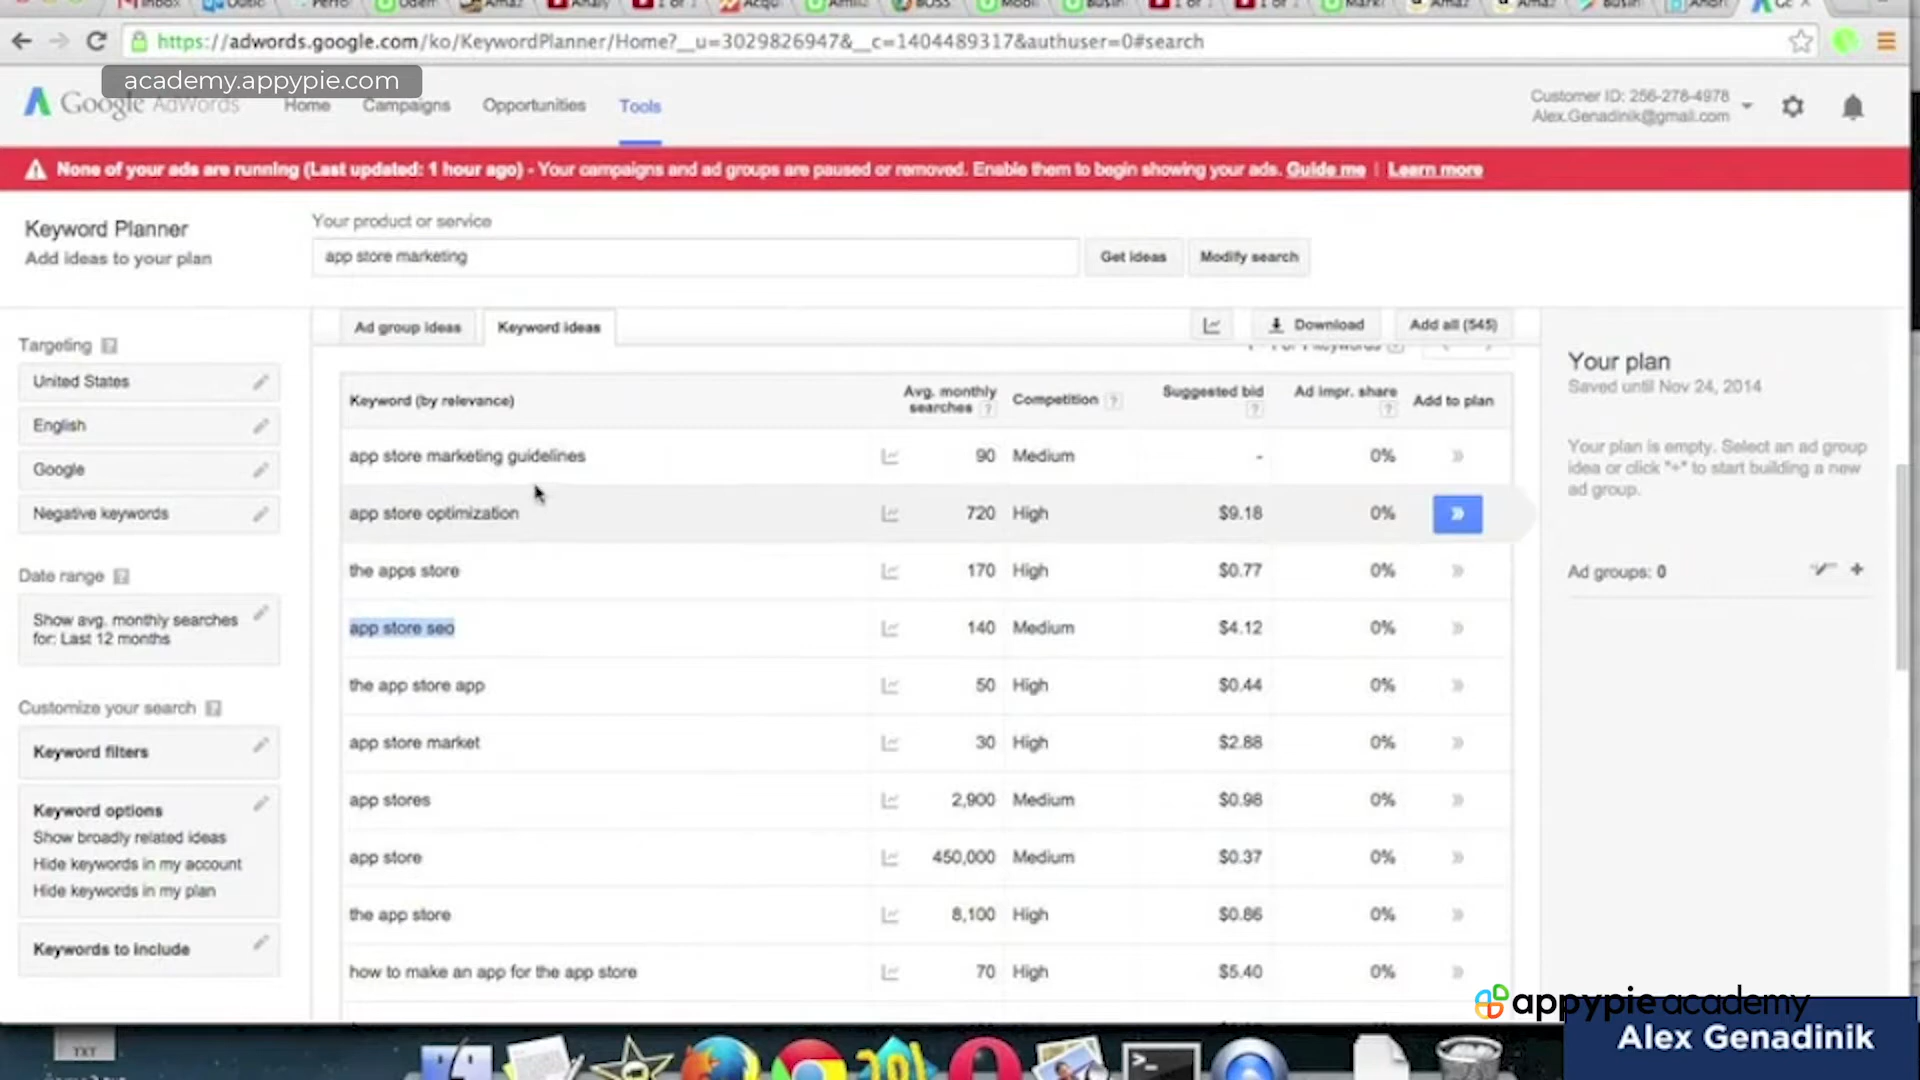 Inbox
https://adwords.google.com/ko/KeywordPlanner/Home?__u=3029826947&__c=1404489317&authuser=0#search
academy.appypie.com
Google AdWords
Home
Campaigns
Opportunities
Tools
Customer ID: 256-278-4978
Alex.Genadinik@gmail.com
None of your ads are running (Last updated: 1 hour ago) - Your campaigns and ad groups are paused or removed. Enable them to begin showing your ads. Guide me | Learn more
Keyword Planner
Add ideas to your plan
Your product or service
app store marketing
Get ideas
Modify search
Targeting ?
United States
English
Google
Negative keywords
Date range ?
Show avg. monthly searches
for: Last 12 months
Customize your search ?
Keyword filters
Keyword options
Show broadly related ideas
Hide keywords in my account
Hide keywords in my plan
Keywords to include
Ad group ideas
Keyword ideas
Download
Add all (545)
Keyword (by relevance)
Avg. monthly
searches ?
Competition ?
Suggested bid
?
Ad impr. share
?
Add to plan
app store marketing guidelines 90 Medium - 0% »
app store optimization 720 High $9.18 0% »
the apps store 170 High $0.77 0% »
app store seo 140 Medium $4.12 0% »
the app store app 50 High $0.44 0% »
app store market 30 High $2.88 0% »
app stores 2,900 Medium $0.98 0% »
app store 450,000 Medium $0.37 0% »
the app store 8,100 High $0.86 0% »
how to make an app for the app store 70 High $5.40 0% »
Your plan
Saved until Nov 24, 2014
Your plan is empty. Select an ad group
idea or click "+" to start building a new
ad group.
Ad groups: 0
appypie academy
Alex Genadinik
TXT